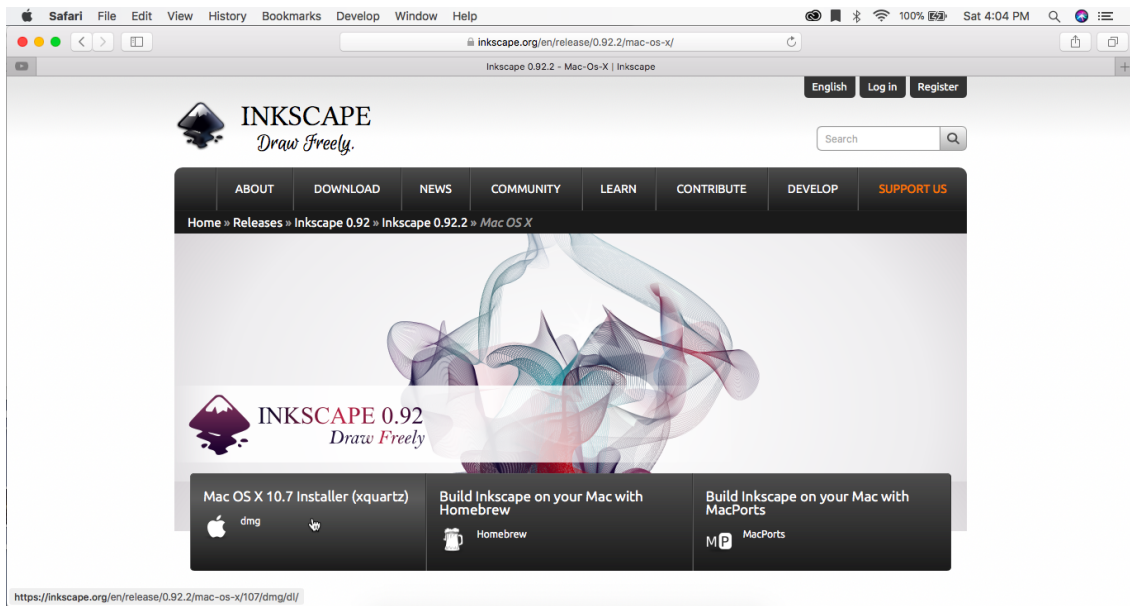 Safari File Edit View History Bookmarks Develop Window Help 100% Sat 4:04 PM
inkscape.org/en/release/0.92.2/mac-os-x/
Inkscape 0.92.2 - Mac-Os-X | Inkscape
English Log in Register
INKSCAPE
Draw Freely.
Search
ABOUT DOWNLOAD NEWS COMMUNITY LEARN CONTRIBUTE DEVELOP SUPPORT US
Home » Releases » Inkscape 0.92 » Inkscape 0.92.2 » Mac OS X
INKSCAPE 0.92
Draw Freely
Mac OS X 10.7 Installer (xquartz)
dmg
Build Inkscape on your Mac with
Homebrew
Homebrew
Build Inkscape on your Mac with
MacPorts
MP MacPorts
https://inkscape.org/en/release/0.92.2/mac-os-x/107/dmg/dl/